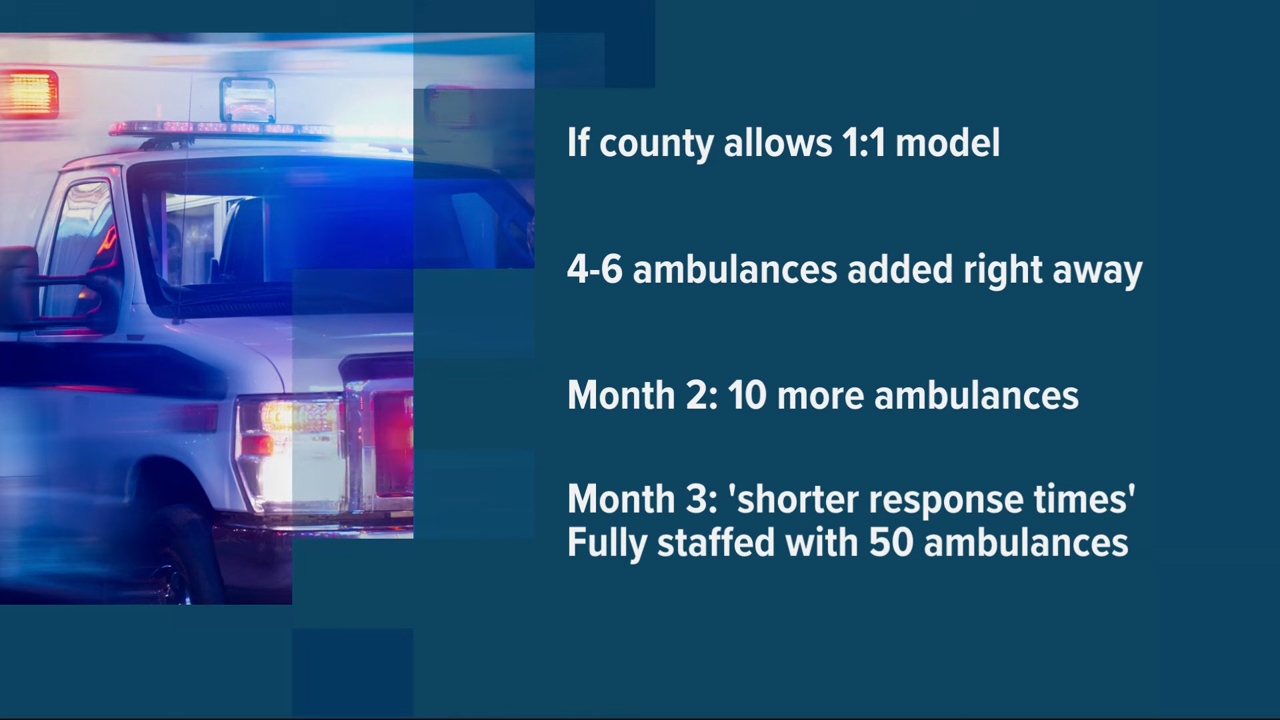 If county allows 1:1 model
4-6 ambulances added right away
Month 2: 10 more ambulances
Month 3: 'shorter response times'
Fully staffed with 50 ambulances